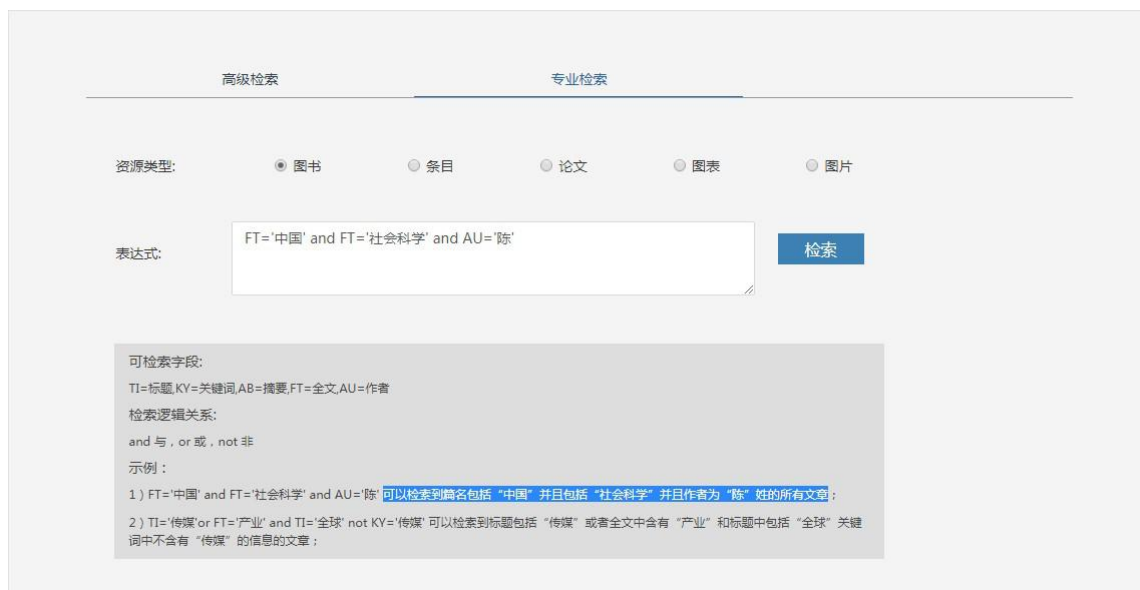 高级检索 专业检索
资源类型: 图书 条目 论文 图表 图片
表达式: FT='中国' and FT='社会科学' and AU='陈' 检索
可检索字段:
TI=标题,KY=关键词,AB=摘要,FT=全文,AU=作者
检索逻辑关系:
and 与 , or 或 , not 非
示例：
1 ) FT='中国' and FT='社会科学' and AU='陈' 可以检索到篇名包括“中国”并且包括“社会科学”并且作者为“陈”姓的所有文章；
2 ) TI='传媒'or FT='产业' and TI='全球' not KY='传媒' 可以检索到标题包括“传媒”或者全文中含有“产业”和标题中包括“全球”关键
词中不含有“传媒”的信息的文章；